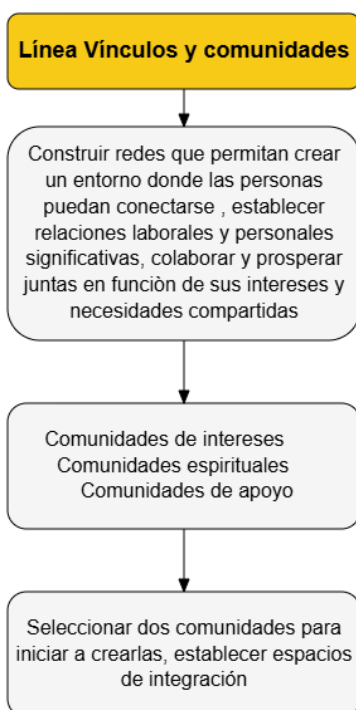 Línea Vínculos y comunidades
Construir redes que permitan crear
un entorno donde las personas
puedan conectarse , establecer
relaciones laborales y personales
significativas, colaborar y prosperar
juntas en funciòn de sus intereses y
necesidades compartidas
Comunidades de intereses
Comunidades espirituales
Comunidades de apoyo
Seleccionar dos comunidades para
iniciar a crearlas, establecer espacios
de integración